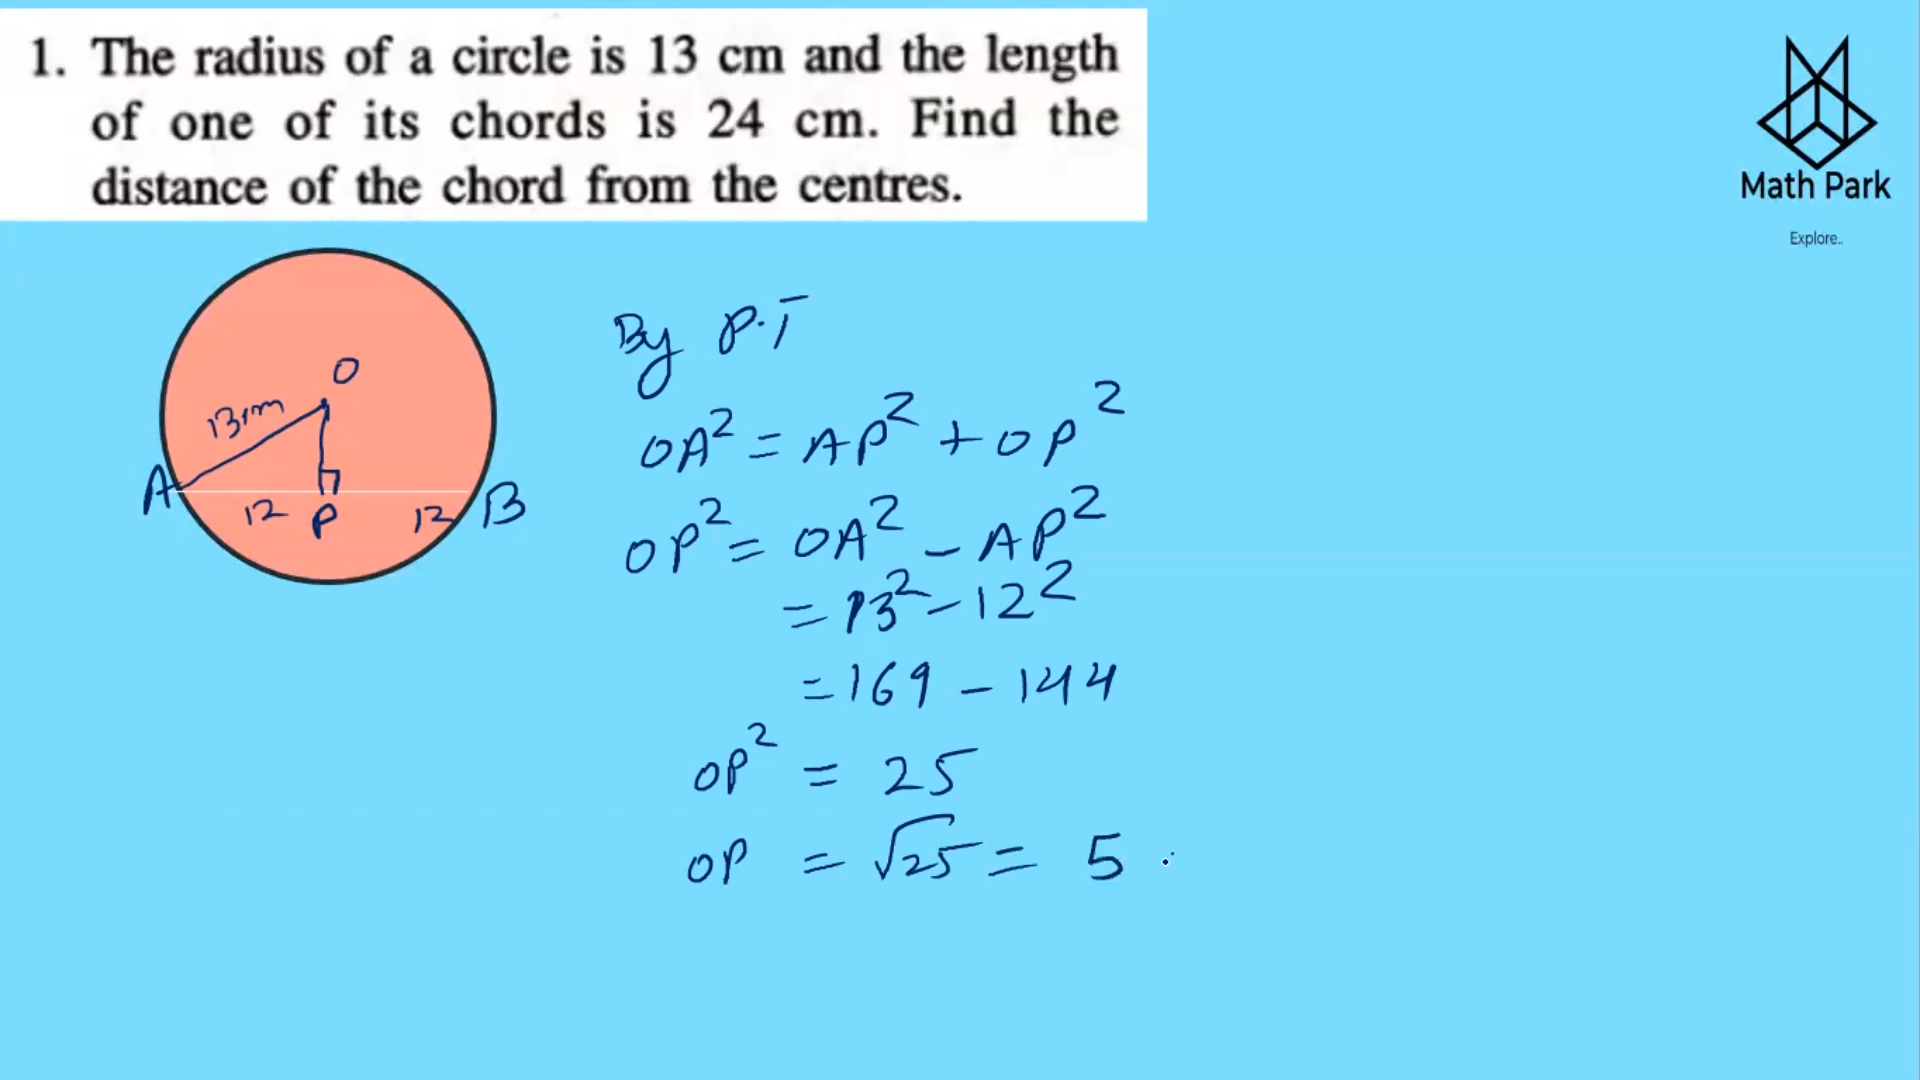 1. The radius of a circle is 13 cm and the length
of one of its chords is 24 cm. Find the
distance of the chord from the centres.
Math Park
Explore..
O
13cm
A
12
P
12
B
By P.T
OA² = AP² + OP²
OP² = OA² - AP²
= 13² - 12²
= 169 - 144
OP² = 25
OP = √25 = 5